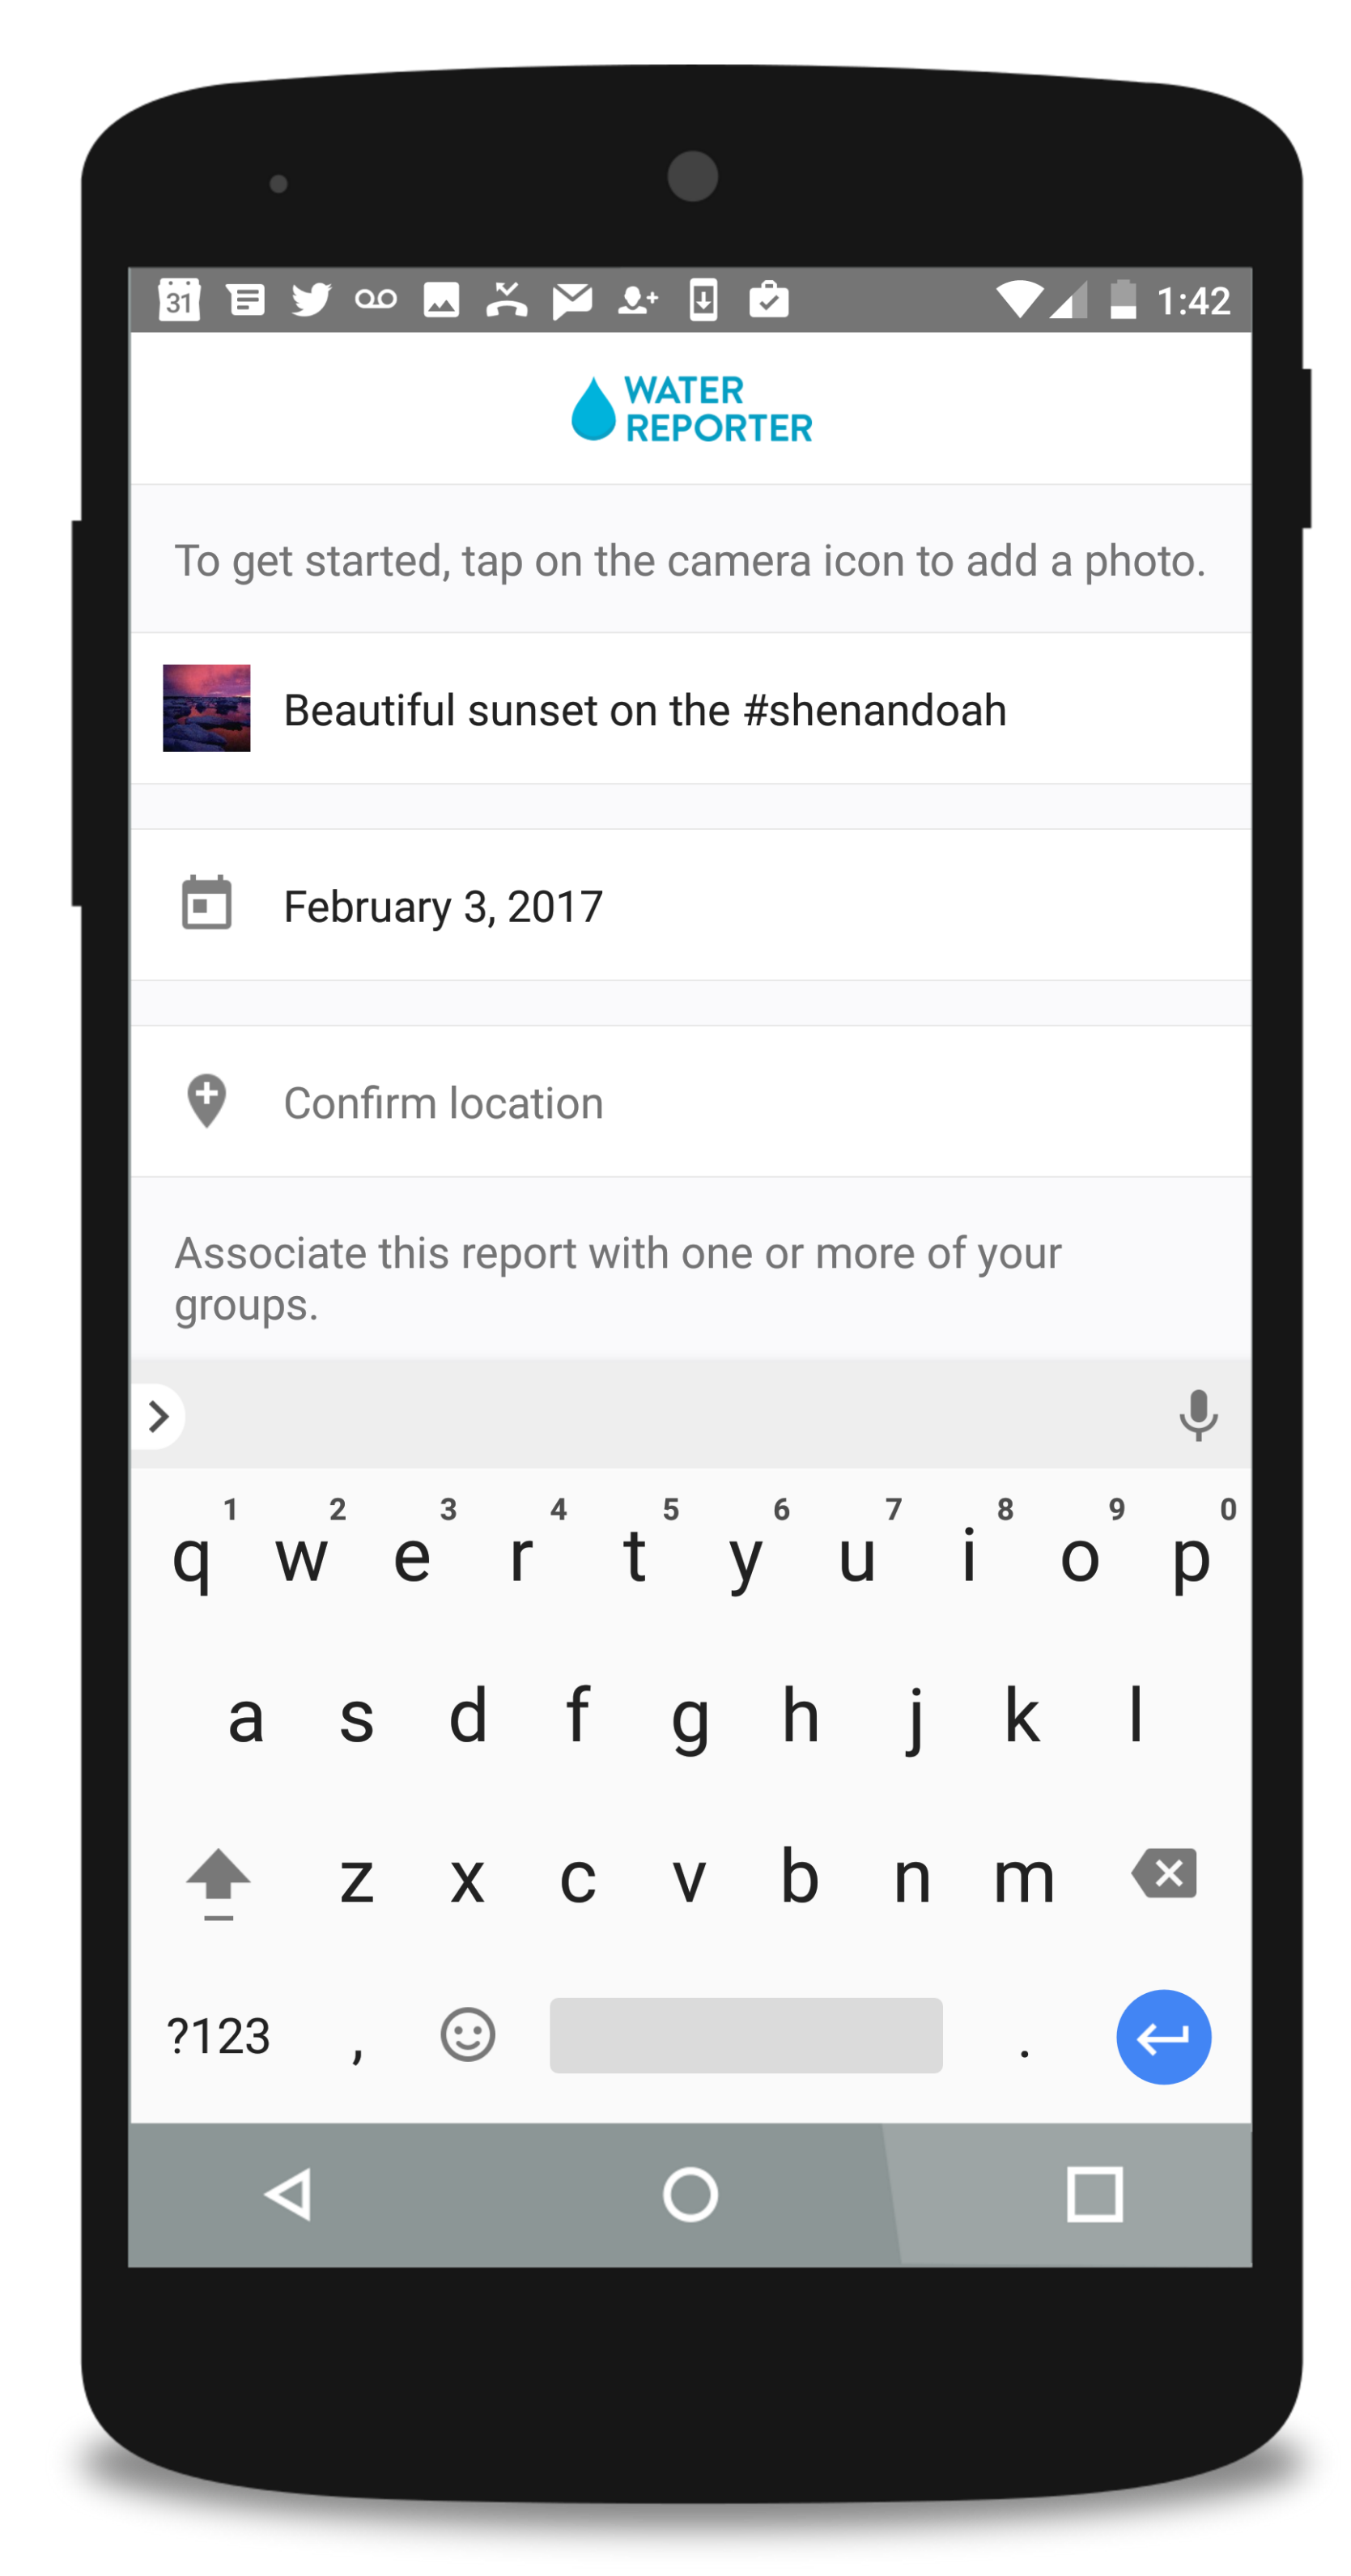 31 1:42
WATER
REPORTER
To get started, tap on the camera icon to add a photo.
Beautiful sunset on the #shenandoah
February 3, 2017
Confirm location
Associate this report with one or more of your
groups.
1 2 3 4 5 6 7 8 9 0
q w e r t y u i o p
a s d f g h j k l
z x c v b n m
?123 , .